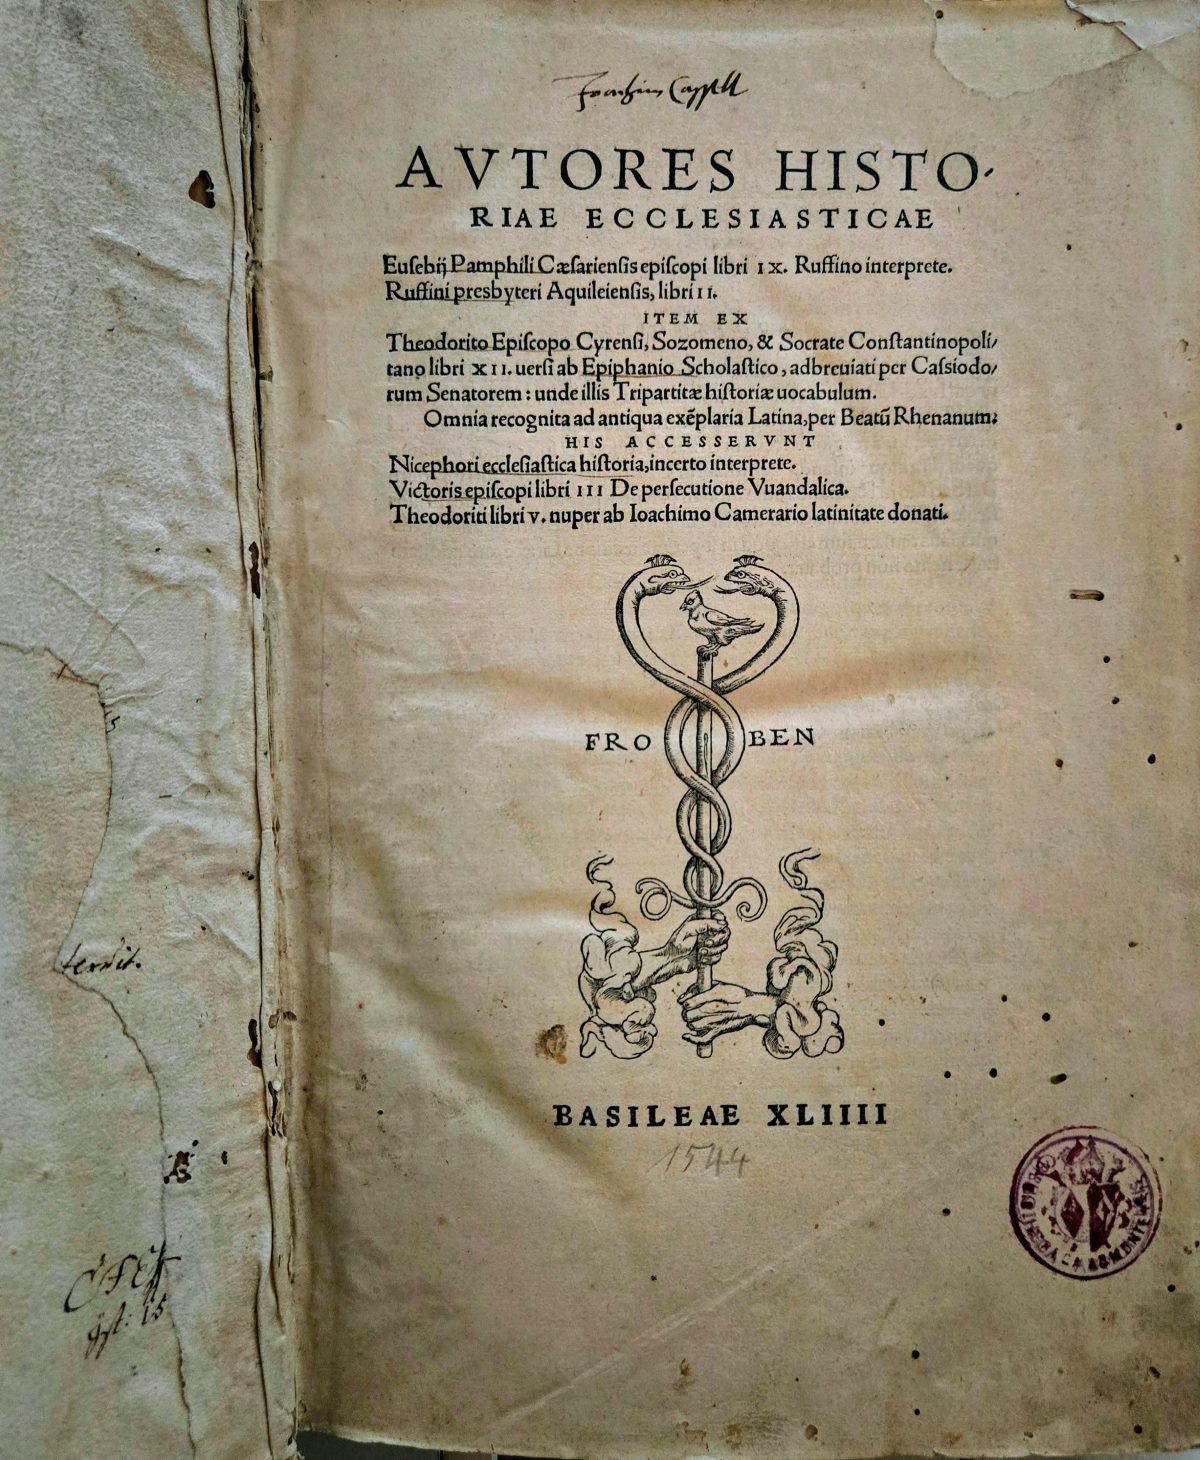 AVTORES HISTO-
RIAE ECCLESIASTICAE
Euſebij Pamphili Cæſarienſis epiſcopi libri IX. Ruffino interprete.
Ruffini presbyteri Aquileienſis, libri II.
ITEM EX
Theodorito Epiſcopo Cyrenſi, Sozomeno, & Socrate Conſtantinopoli/
tano libri XII. uerſi ab Epiphanio Scholaſtico, adbreuiati per Caſsiodo/
rum Senatorem: unde illis Tripartitæ hiſtoriæ uocabulum.
Omnia recognita ad antiqua exẽplaria Latina, per Beatũ Rhenanum:
HIS ACCESSERVNT
Nicephori eccleſiaſtica hiſtoria, incerto interprete.
Victoris epiſcopi libri III De perſecutione Vuandalica.
Theodoriti libri V. nuper ab Ioachimo Camerario latinitate donati.
FRO BEN
BASILEAE XLIIII
1544